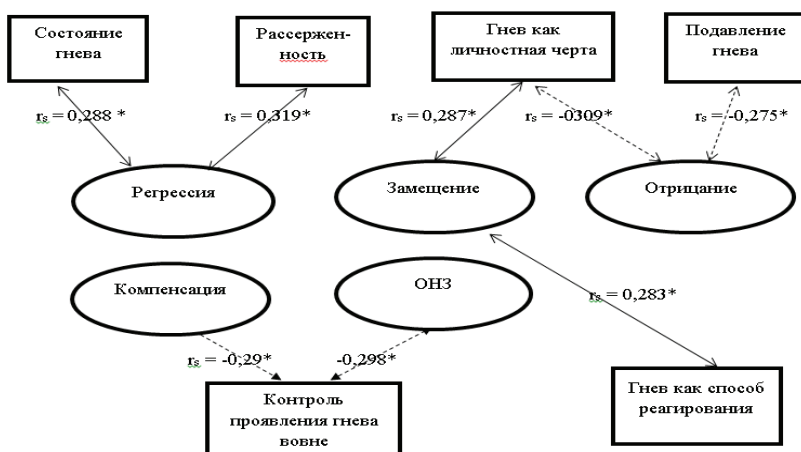 Состояние
гнева
Рассержен-
ность
Гнев как
личностная черта
Подавление
гнева
rs = 0,288 *
rs = 0,319*
rs = 0,287*
rs = -0309*
rs = -0,275*
Регрессия
Замещение
Отрицание
Компенсация
ОНЗ
rs = 0,283*
rs = -0,29*
-0,298*
Контроль
проявления гнева
вовне
Гнев как способ
реагирования